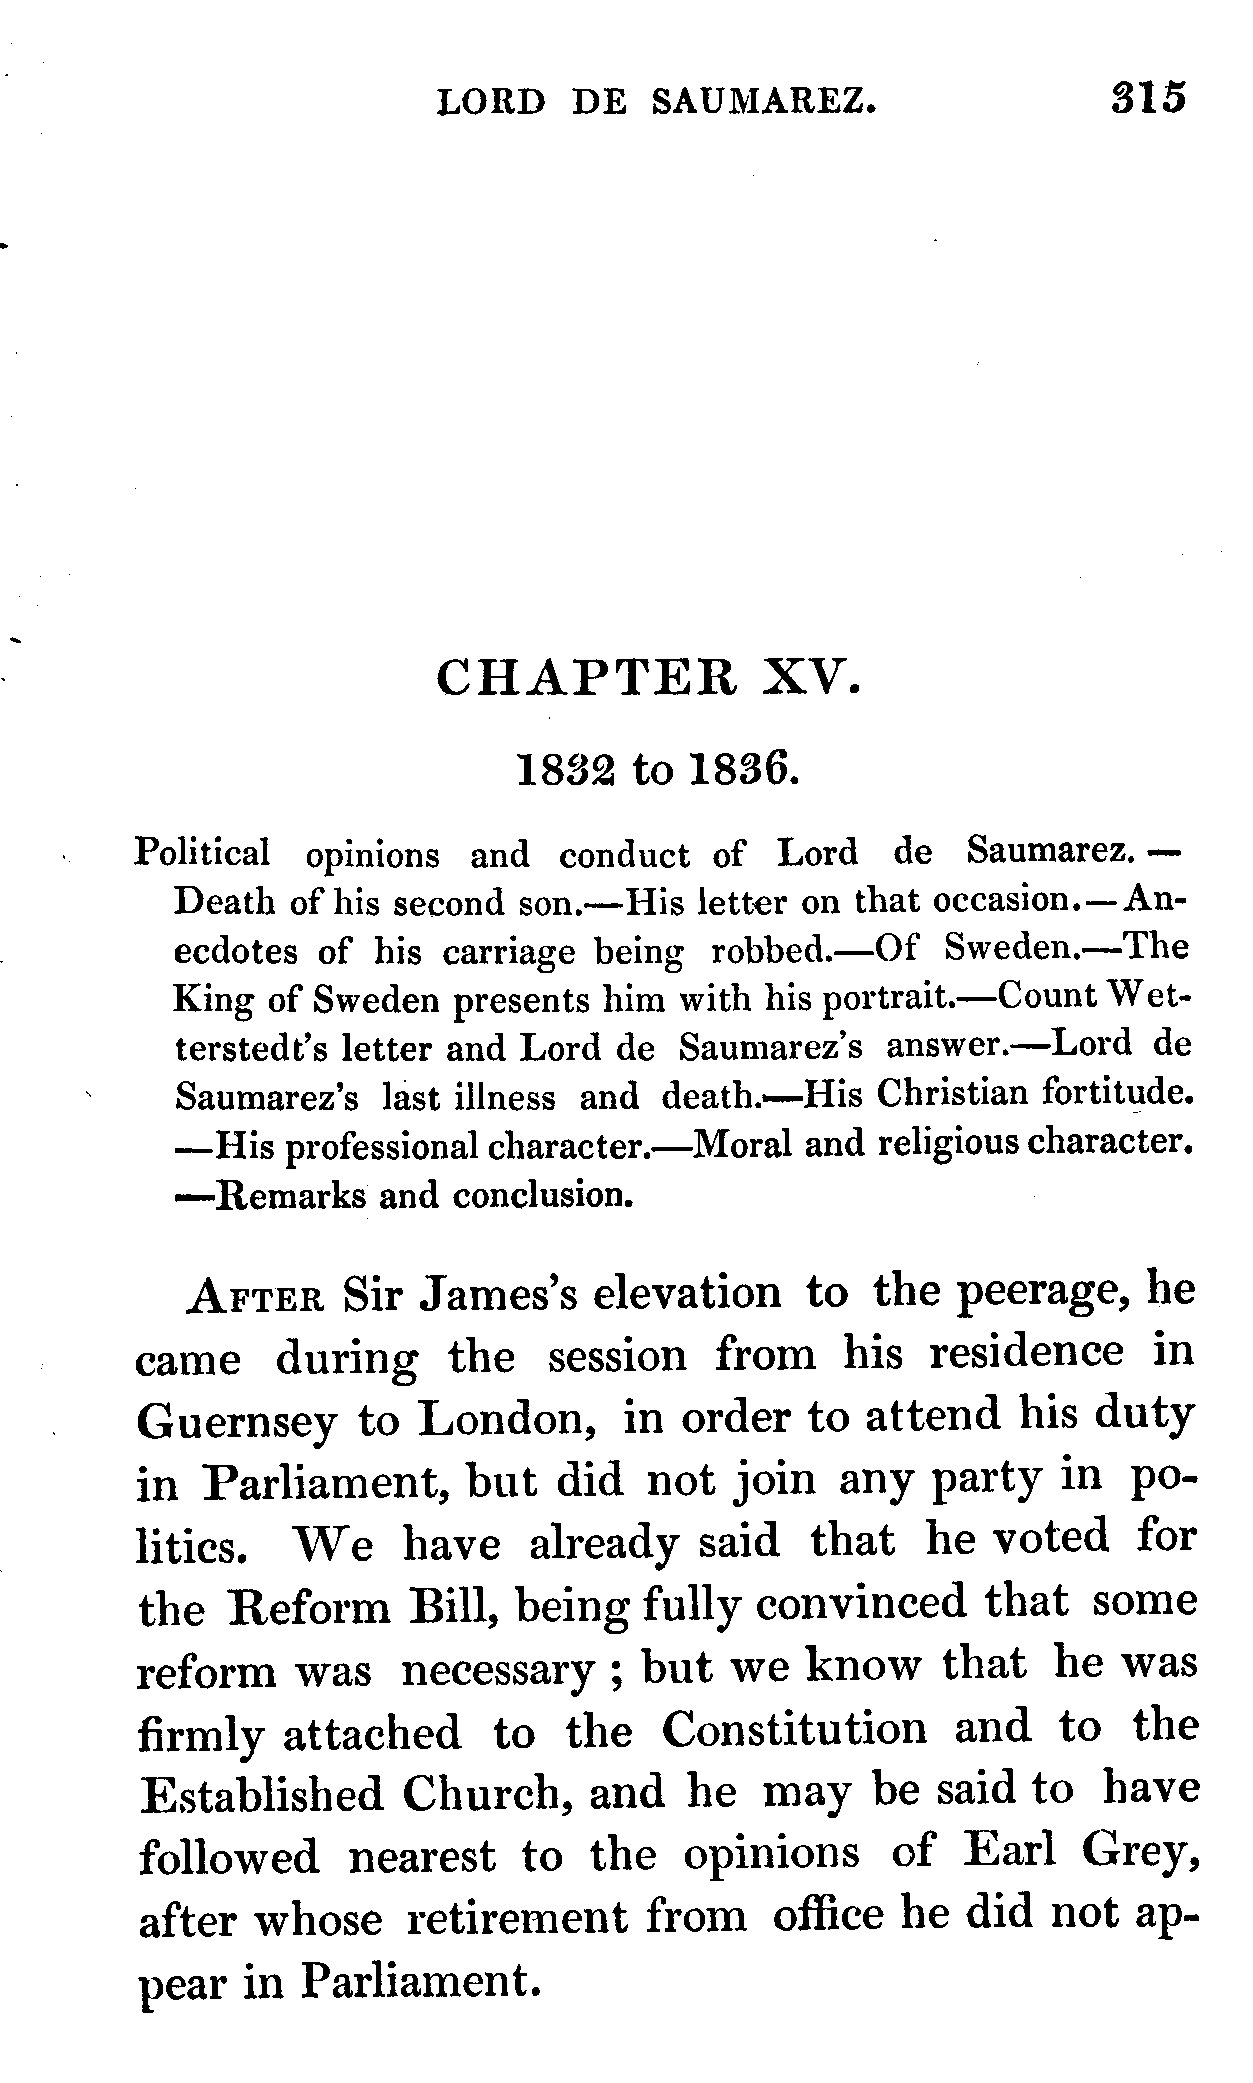 LORD DE SAUMAREZ. 315
CHAPTER XV.
1832 to 1836.
Political opinions and conduct of Lord de Saumarez. —
Death of his second son.—His letter on that occasion.—An-
ecdotes of his carriage being robbed.—Of Sweden.—The
King of Sweden presents him with his portrait.—Count Wet-
terstedt's letter and Lord de Saumarez's answer.—Lord de
Saumarez's last illness and death.—His Christian fortitude.
—His professional character.—Moral and religious character.
—Remarks and conclusion.
AFTER Sir James's elevation to the peerage, he
came during the session from his residence in
Guernsey to London, in order to attend his duty
in Parliament, but did not join any party in po-
litics. We have already said that he voted for
the Reform Bill, being fully convinced that some
reform was necessary ; but we know that he was
firmly attached to the Constitution and to the
Established Church, and he may be said to have
followed nearest to the opinions of Earl Grey,
after whose retirement from office he did not ap-
pear in Parliament.